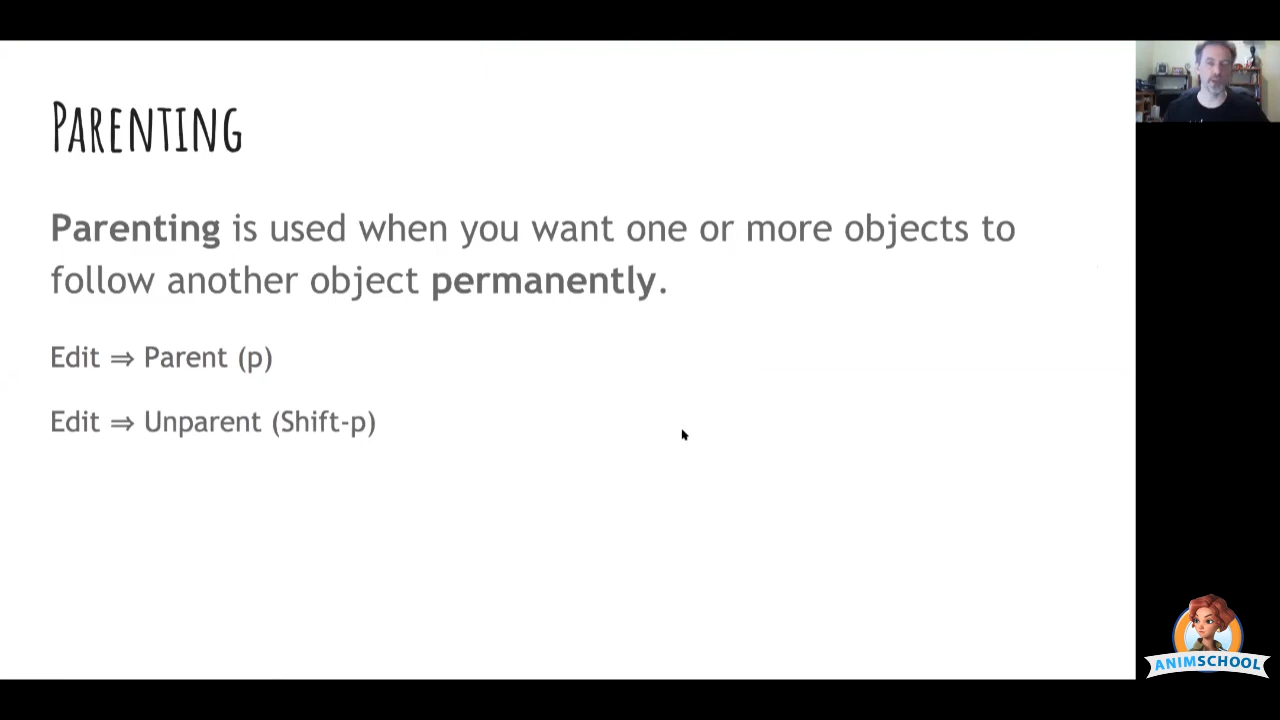 PARENTING
Parenting is used when you want one or more objects to
follow another object permanently.
Edit ⇒ Parent (p)
Edit ⇒ Unparent (Shift-p)
ANIMSCHOOL